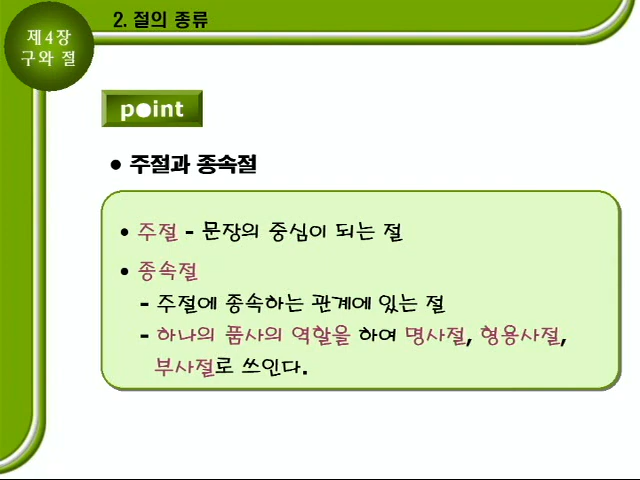 제4장
구와 절
2. 절의 종류
point
• 주절과 종속절
• 주절 - 문장의 중심이 되는 절
• 종속절
- 주절에 종속하는 관계에 있는 절
- 하나의 품사의 역할을 하여 명사절, 형용사절,
부사절로 쓰인다.